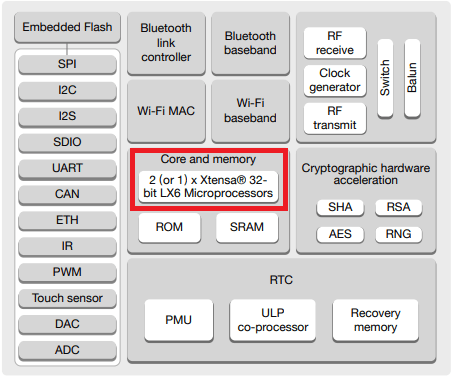 Embedded Flash
SPI
I2C
I2S
SDIO
UART
CAN
ETH
IR
PWM
Touch sensor
DAC
ADC
Bluetooth
link
controller
Bluetooth
baseband
Wi-Fi MAC
Wi-Fi
baseband
RF
receive
Clock
generator
RF
transmit
Switch
Balun
Core and memory
2 (or 1) x Xtensa® 32-
bit LX6 Microprocessors
ROM
SRAM
Cryptographic hardware
acceleration
SHA
RSA
AES
RNG
RTC
PMU
ULP
co-processor
Recovery
memory